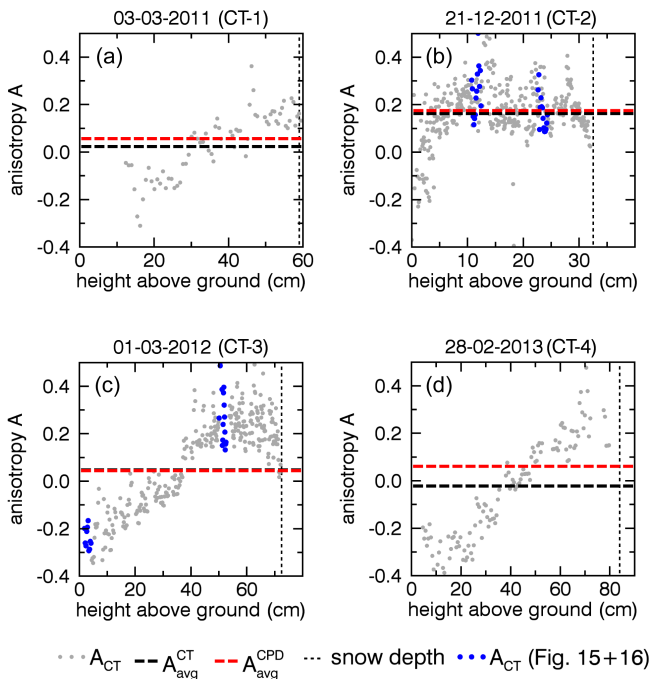 03-03-2011 (CT-1)
(a)
anisotropy A
0.4
0.2
0.0
-0.2
-0.4
0 20 40 60
height above ground (cm)
21-12-2011 (CT-2)
(b)
anisotropy A
0.4
0.2
0.0
-0.2
-0.4
0 10 20 30
height above ground (cm)
01-03-2012 (CT-3)
(c)
anisotropy A
0.4
0.2
0.0
-0.2
-0.4
0 20 40 60
height above ground (cm)
28-02-2013 (CT-4)
(d)
anisotropy A
0.4
0.2
0.0
-0.2
-0.4
0 20 40 60 80
height above ground (cm)
A_CT A^CT_avg A^CPD_avg snow depth A_CT (Fig. 15+16)